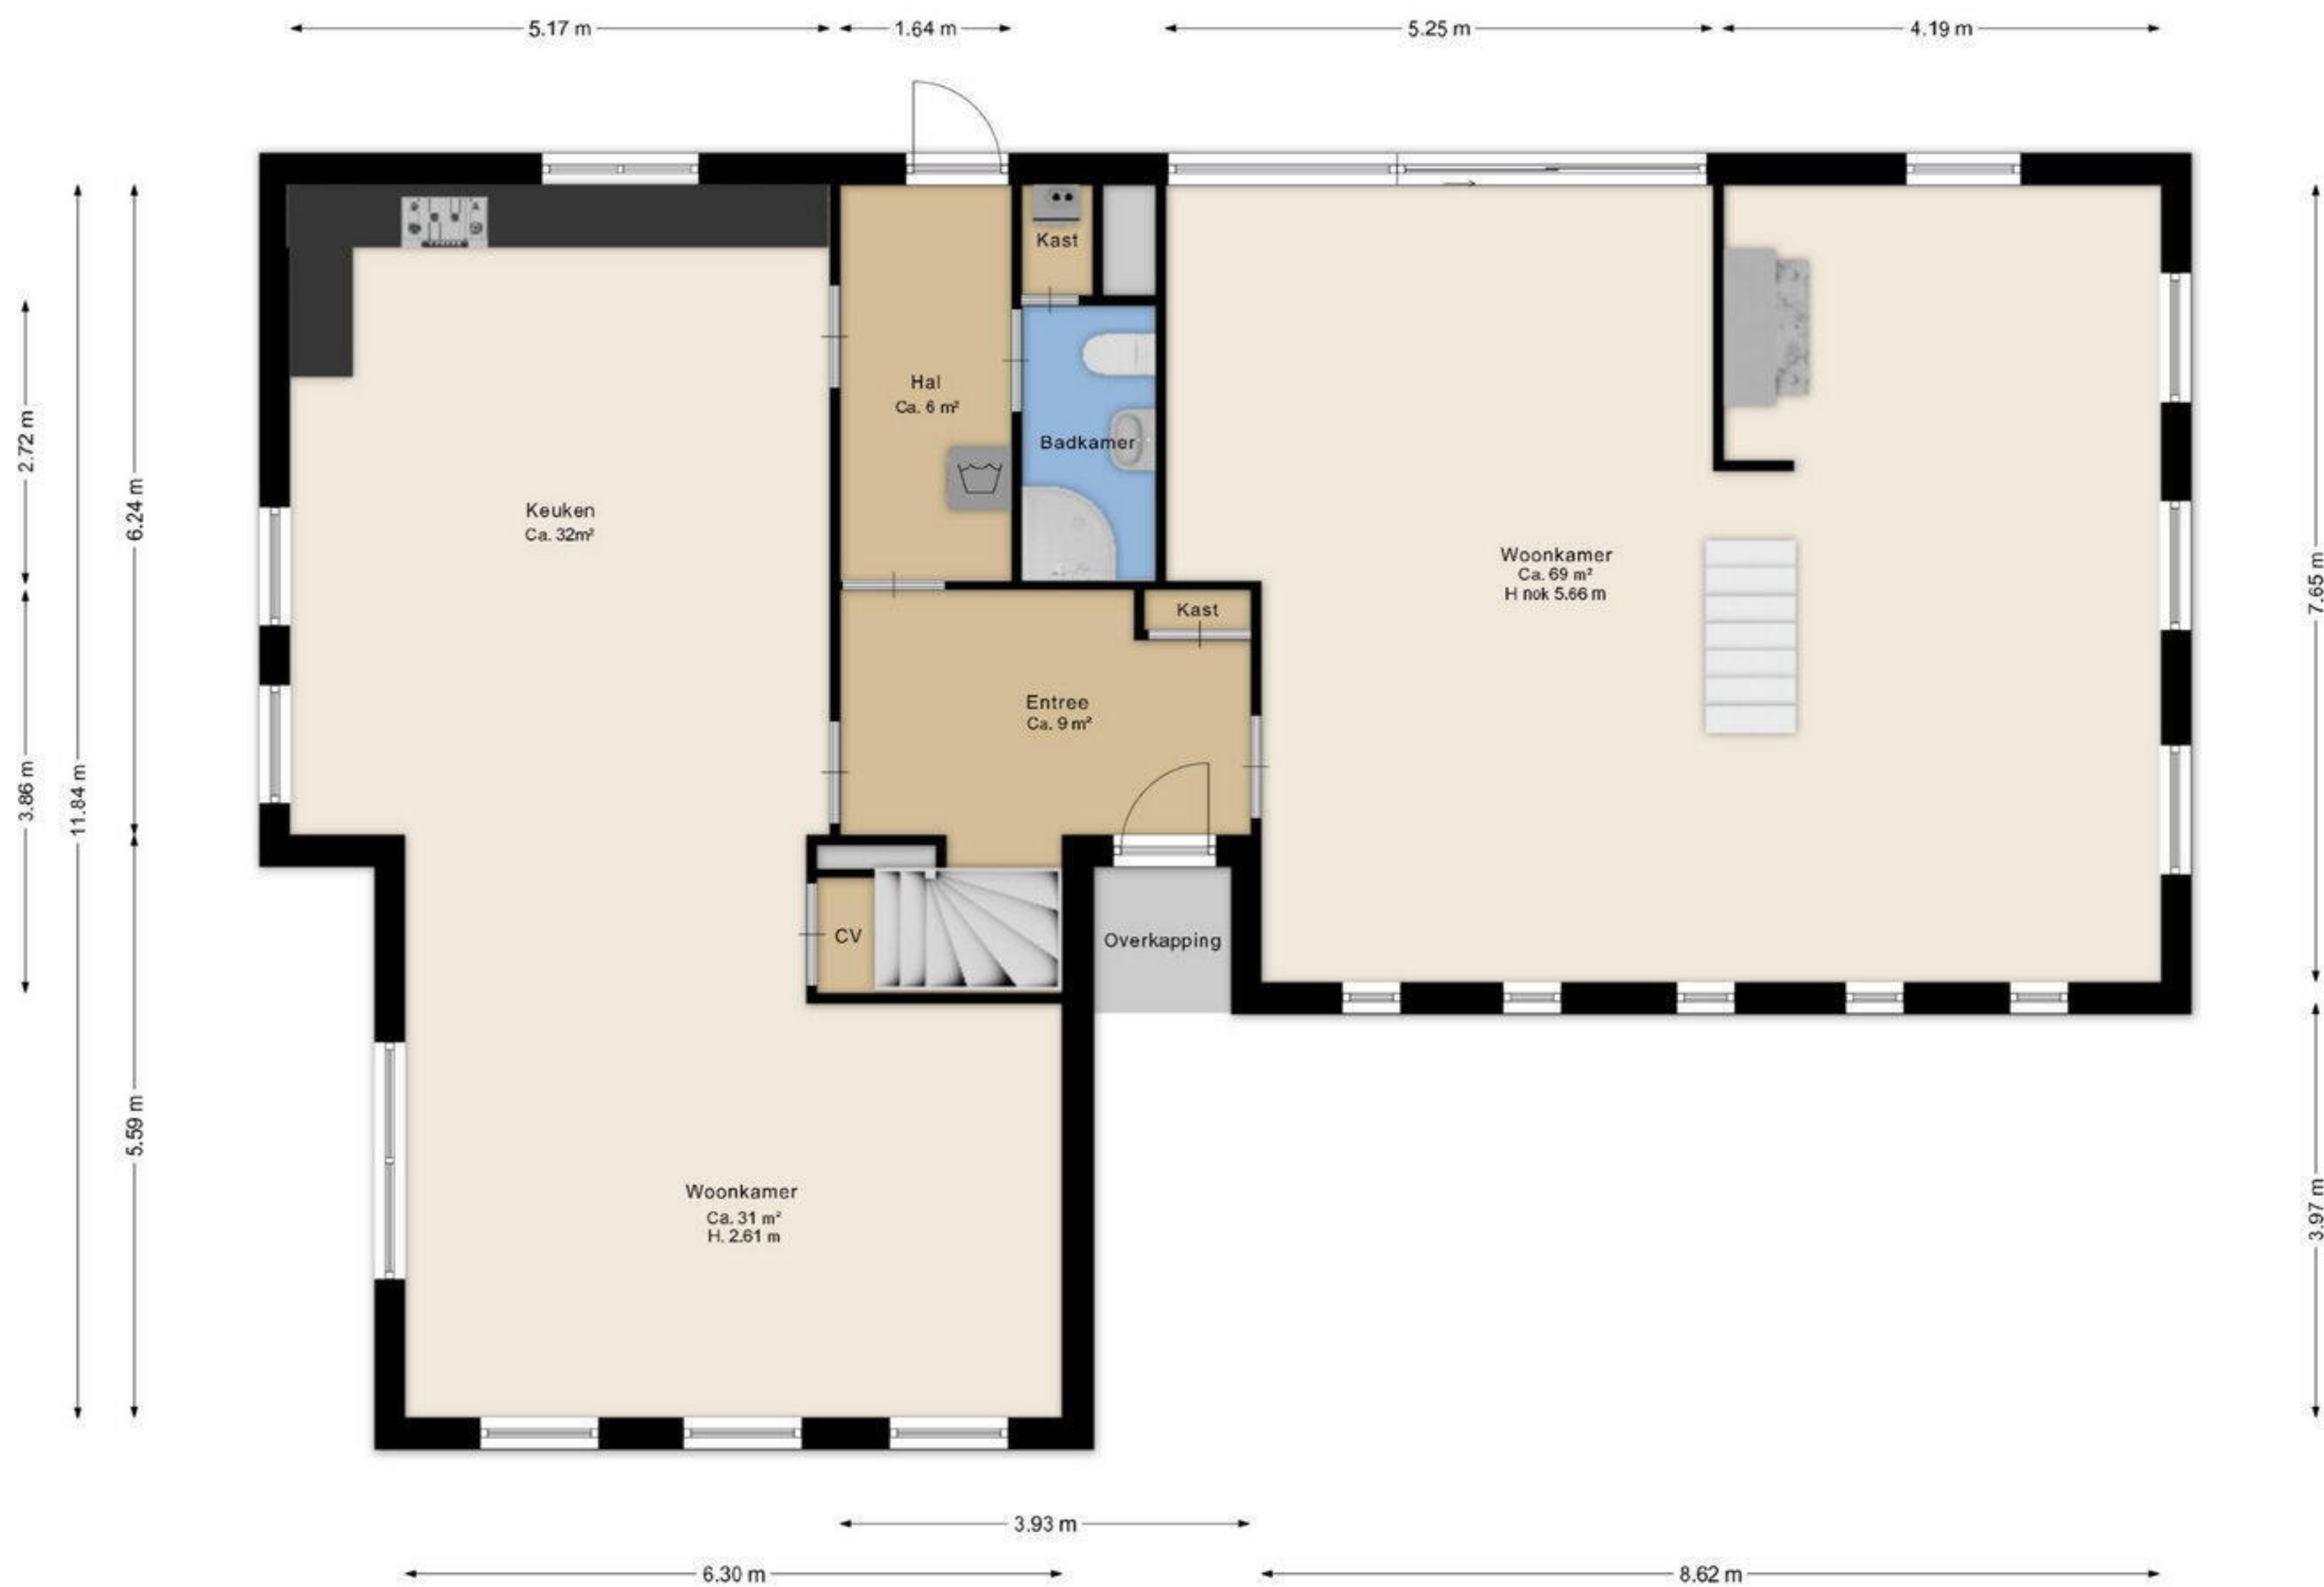 5.17 m
1.64 m
5.25 m
4.19 m
Kast
Hal
Ca. 6 m²
Badkamer
2.72 m
6.24 m
Keuken
Ca. 32m²
Woonkamer
Ca. 69 m²
H nok 5.66 m
7.65 m
Kast
Entree
Ca. 9 m²
3.86 m
11.84 m
CV
Overkapping
5.59 m
Woonkamer
Ca. 31 m²
H. 2.61 m
3.97 m
3.93 m
6.30 m
8.62 m